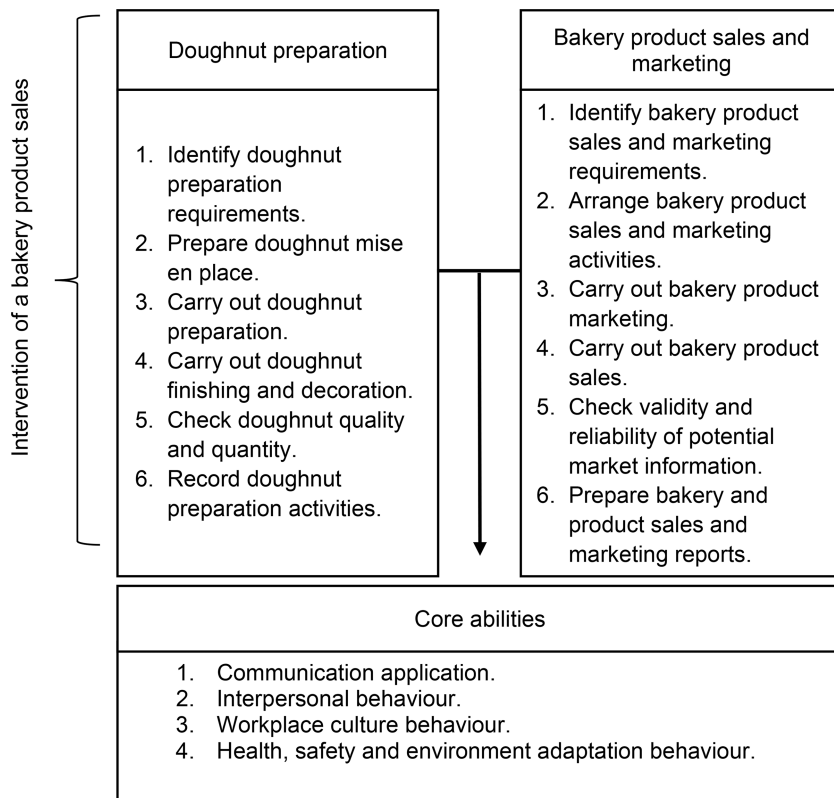 Intervention of a bakery product sales
Doughnut preparation
1. Identify doughnut
preparation
requirements.
2. Prepare doughnut mise
en place.
3. Carry out doughnut
preparation.
4. Carry out doughnut
finishing and decoration.
5. Check doughnut quality
and quantity.
6. Record doughnut
preparation activities.
Bakery product sales and
marketing
1. Identify bakery product
sales and marketing
requirements.
2. Arrange bakery product
sales and marketing
activities.
3. Carry out bakery product
marketing.
4. Carry out bakery product
sales.
5. Check validity and
reliability of potential
market information.
6. Prepare bakery and
product sales and
marketing reports.
Core abilities
1. Communication application.
2. Interpersonal behaviour.
3. Workplace culture behaviour.
4. Health, safety and environment adaptation behaviour.